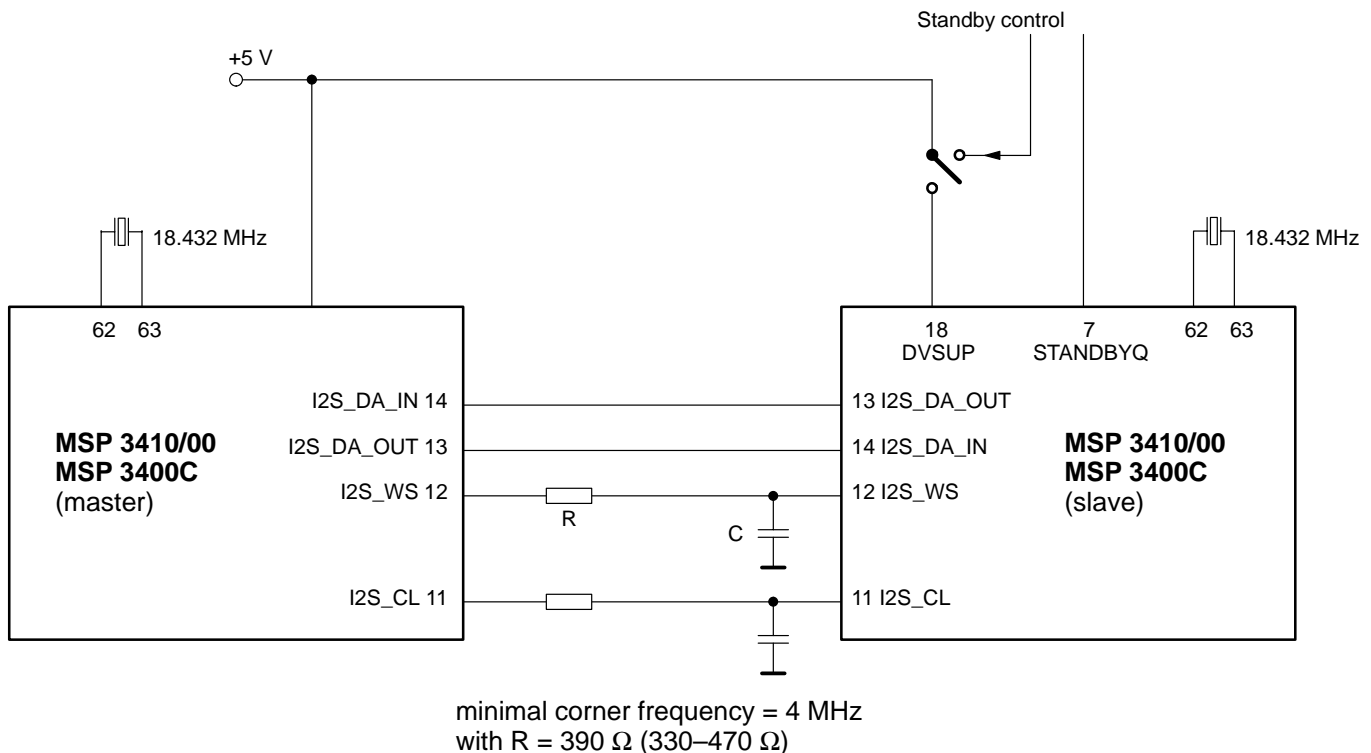 Standby control
+5 V
18.432 MHz
18.432 MHz
62 63
18
DVSUP
7
STANDBYQ
62 63
I2S_DA_IN 14
13 I2S_DA_OUT
MSP 3410/00
MSP 3400C
(master)
I2S_DA_OUT 13
14 I2S_DA_IN
MSP 3410/00
MSP 3400C
(slave)
I2S_WS 12
12 I2S_WS
R
C
I2S_CL 11
11 I2S_CL
minimal corner frequency = 4 MHz
with R = 390 Ω (330–470 Ω)